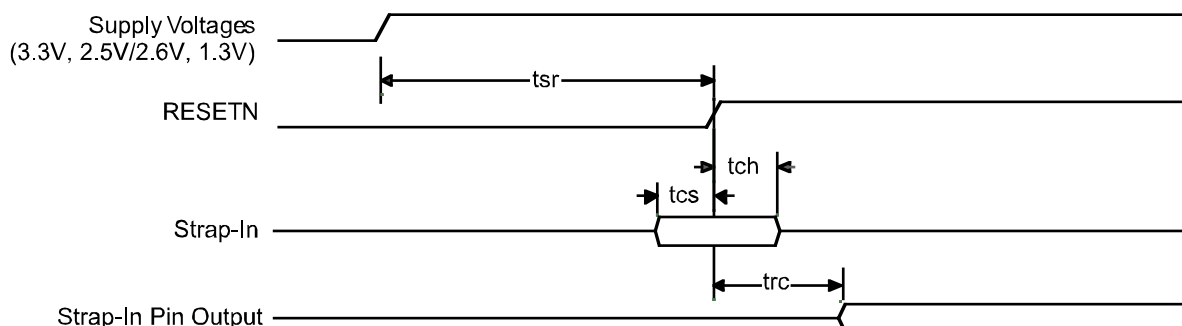 Supply Voltages
(3.3V, 2.5V/2.6V, 1.3V)
tsr
RESETN
tch
tcs
Strap-In
trc
Strap-In Pin Output